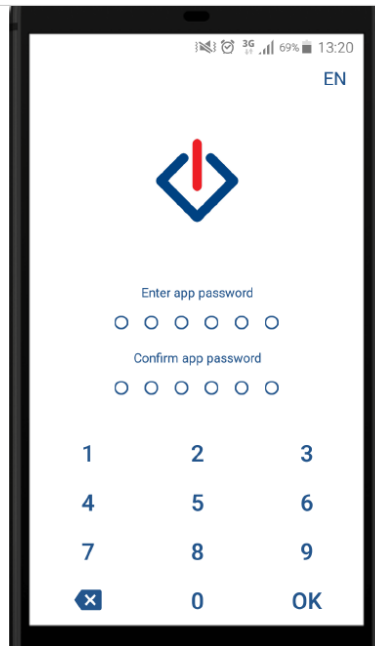 3G 69% 13:20
EN
Enter app password
Confirm app password
1 2 3
4 5 6
7 8 9
0 OK